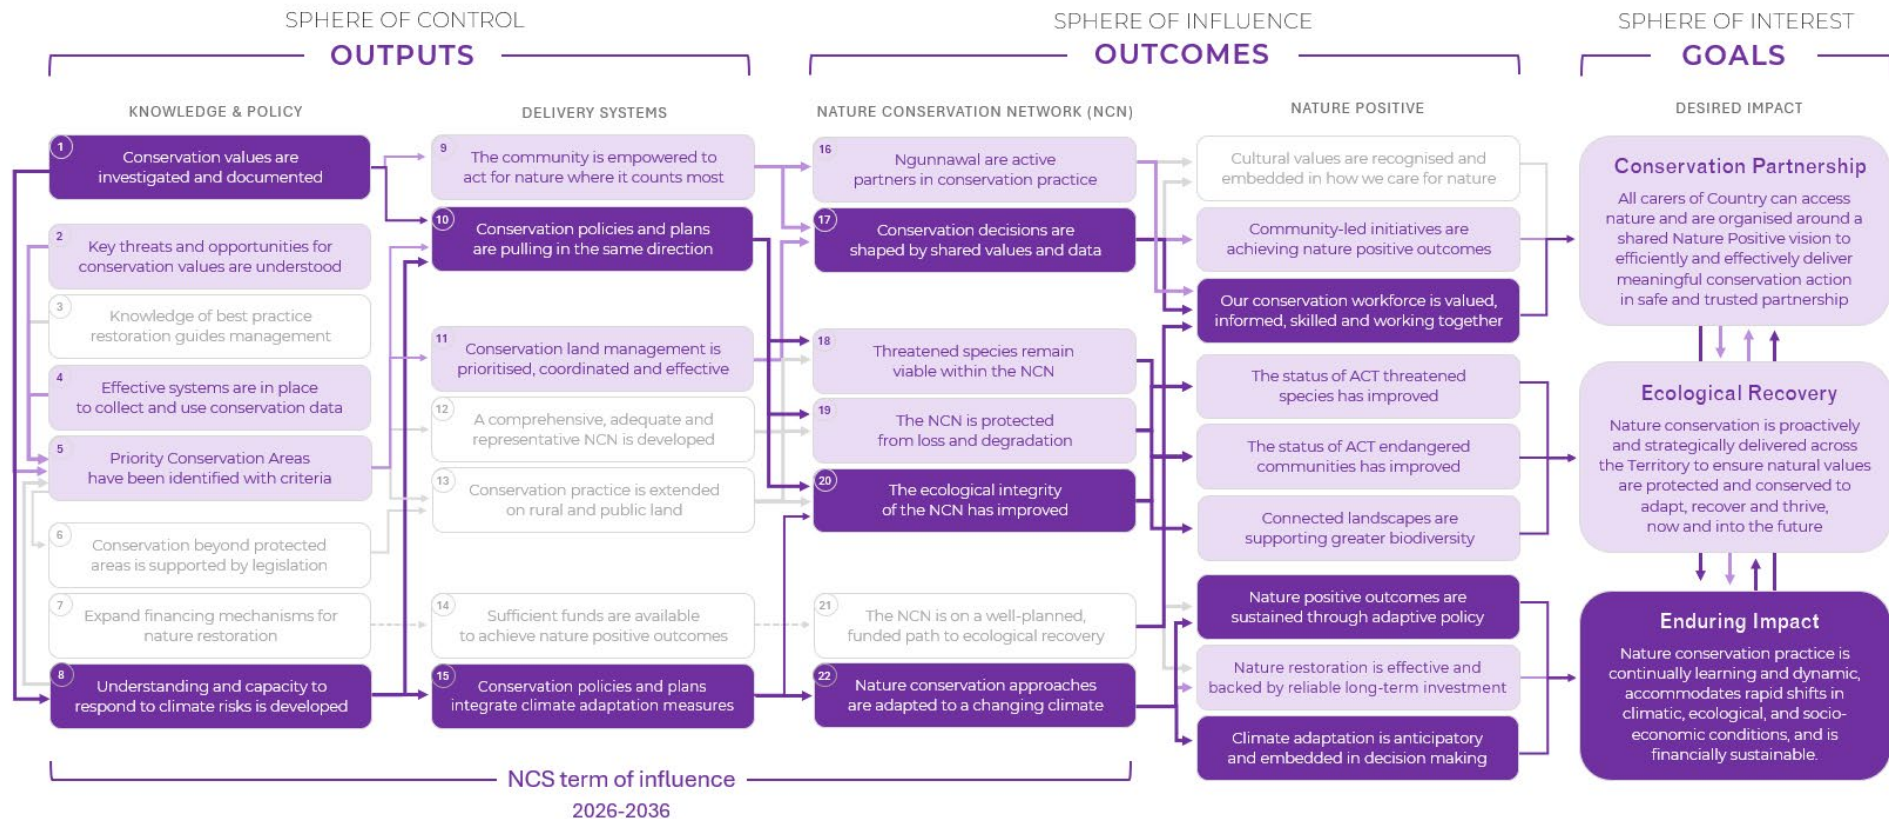 SPHERE OF CONTROL
OUTPUTS
SPHERE OF INFLUENCE
OUTCOMES
SPHERE OF INTEREST
GOALS
KNOWLEDGE & POLICY
DELIVERY SYSTEMS
NATURE CONSERVATION NETWORK (NCN)
NATURE POSITIVE
DESIRED IMPACT
1
Conservation values are
investigated and documented
2
Key threats and opportunities for
conservation values are understood
3
Knowledge of best practice
restoration guides management
4
Effective systems are in place
to collect and use conservation data
5
Priority Conservation Areas
have been identified with criteria
6
Conservation beyond protected
areas is supported by legislation
7
Expand financing mechanisms for
nature restoration
8
Understanding and capacity to
respond to climate risks is developed
9
The community is empowered to
act for nature where it counts most
10
Conservation policies and plans
are pulling in the same direction
11
Conservation land management is
prioritised, coordinated and effective
12
A comprehensive, adequate and
representative NCN is developed
13
Conservation practice is extended
on rural and public land
14
Sufficient funds are available
to achieve nature positive outcomes
15
Conservation policies and plans
integrate climate adaptation measures
16
Ngunnawal are active
partners in conservation practice
17
Conservation decisions are
shaped by shared values and data
18
Threatened species remain
viable within the NCN
19
The NCN is protected
from loss and degradation
20
The ecological integrity
of the NCN has improved
21
The NCN is on a well-planned,
funded path to ecological recovery
22
Nature conservation approaches
are adapted to a changing climate
Cultural values are recognised and
embedded in how we care for nature
Community-led initiatives are
achieving nature positive outcomes
Our conservation workforce is valued,
informed, skilled and working together
The status of ACT threatened
species has improved
The status of ACT endangered
communities has improved
Connected landscapes are
supporting greater biodiversity
Nature positive outcomes are
sustained through adaptive policy
Nature restoration is effective and
backed by reliable long-term investment
Climate adaptation is anticipatory
and embedded in decision making
Conservation Partnership
All carers of Country can access
nature and are organised around a
shared Nature Positive vision to
efficiently and effectively deliver
meaningful conservation action
in safe and trusted partnership
Ecological Recovery
Nature conservation is proactively
and strategically delivered across
the Territory to ensure natural values
are protected and conserved to
adapt, recover and thrive,
now and into the future
Enduring Impact
Nature conservation practice is
continually learning and dynamic,
accommodates rapid shifts in
climatic, ecological, and socio-
economic conditions, and is
financially sustainable.
NCS term of influence
2026-2036